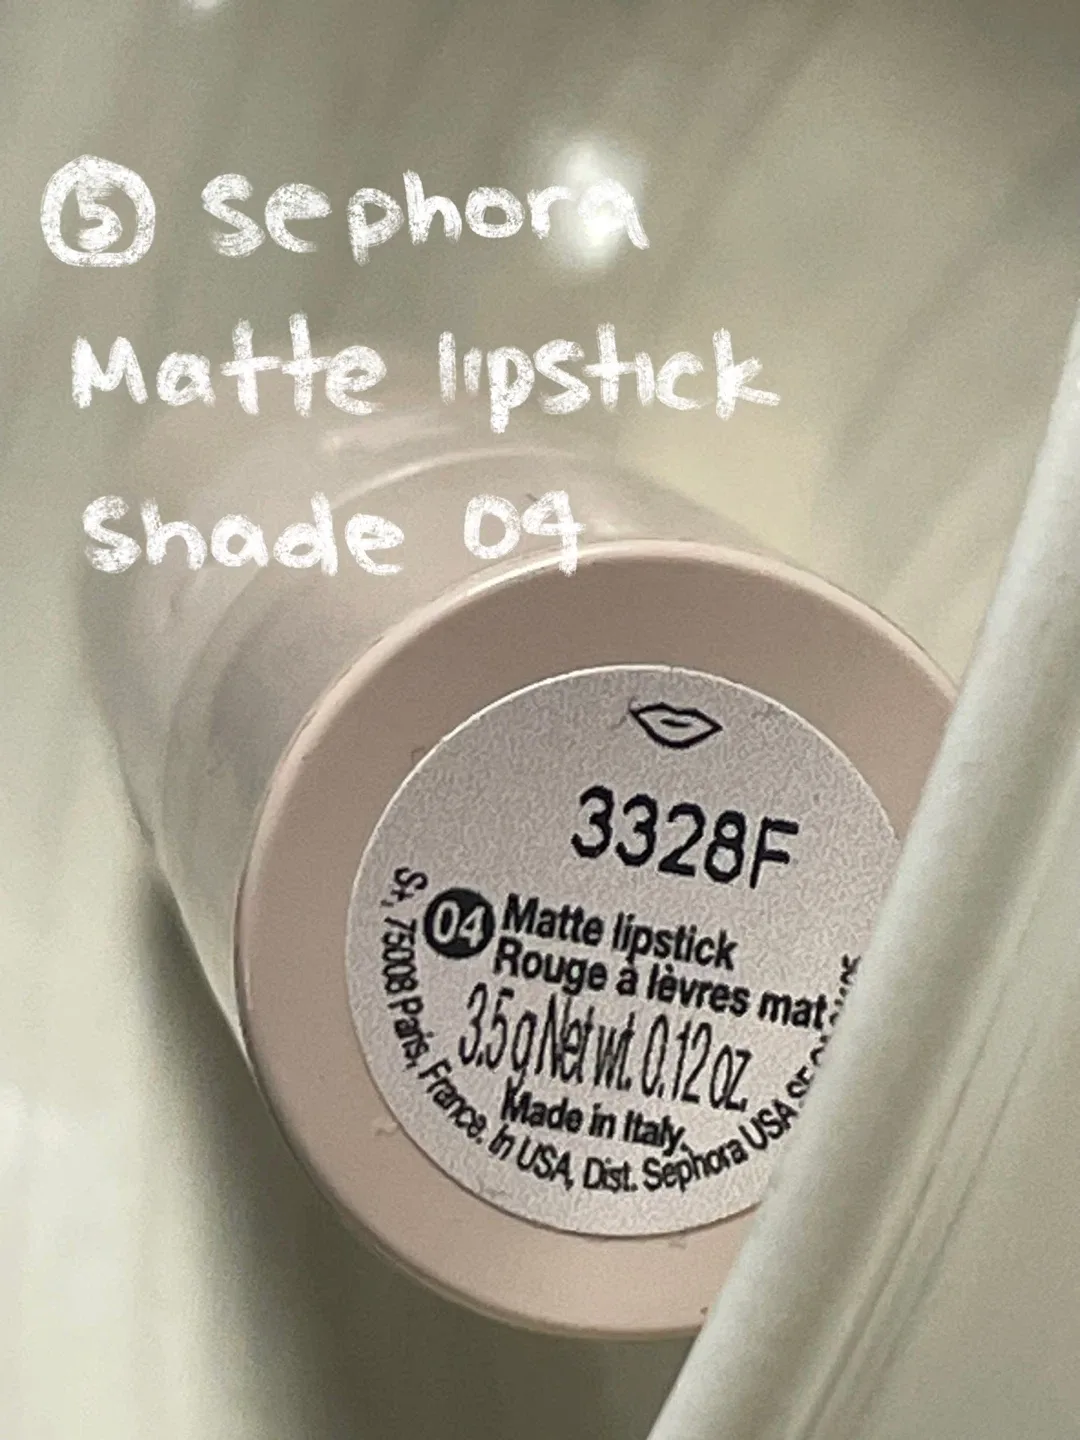 5 Sephora
Matte lipstick
Shade 04
3328F
04 Matte lipstick
Rouge à lèvres mat
3.5 g Net wt. 0.12 oz.
Made in Italy.
St, 75008 Paris, France. In USA, Dist. Sephora USA